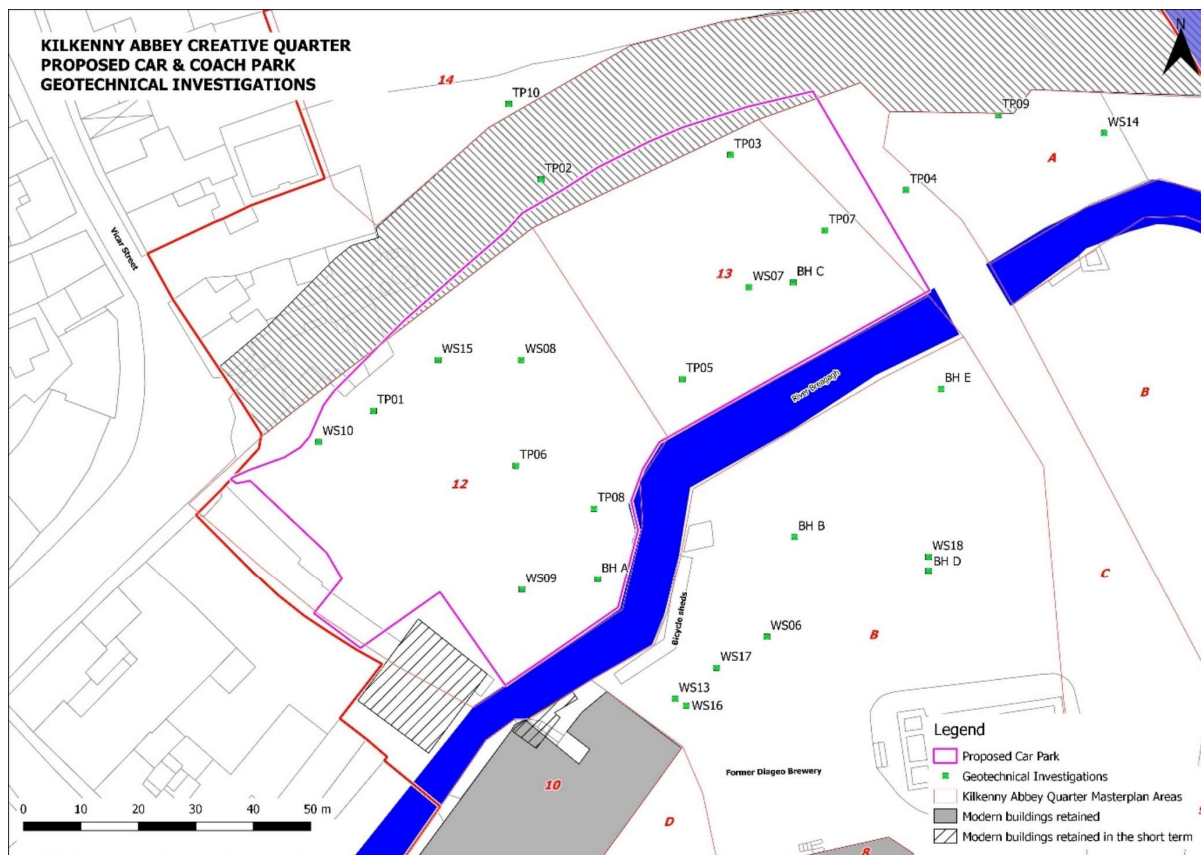 KILKENNY ABBEY CREATIVE QUARTER
PROPOSED CAR & COACH PARK
GEOTECHNICAL INVESTIGATIONS
N
14
TP10
TP09
WS14
A
TP03
TP02
TP04
TP07
Vicar Street
13
WS07
BH C
WS15
WS08
TP05
River Breagagh
BH E
B
TP01
WS10
12
TP06
TP08
BH B
WS18
BH D
C
BH A
WS09
Bicycle sheds
WS06
B
WS17
WS13
WS16
Former Diageo Brewery
10
D
8
Legend
Proposed Car Park
Geotechnical Investigations
Kilkenny Abbey Quarter Masterplan Areas
Modern buildings retained
Modern buildings retained in the short term
0 10 20 30 40 50 m